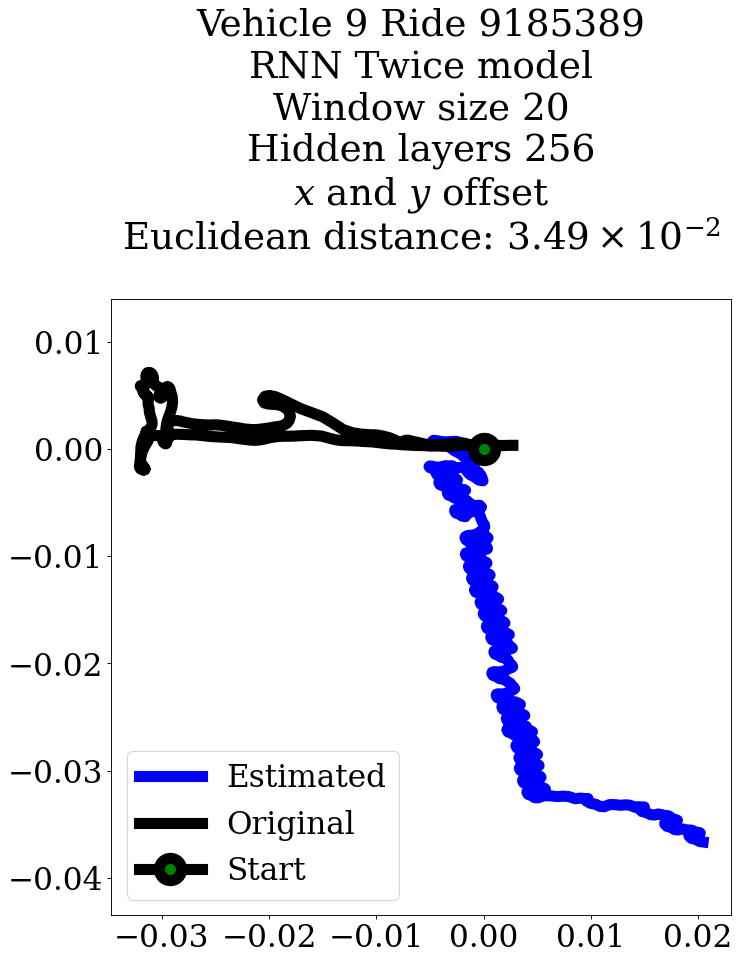 Vehicle 9 Ride 9185389
RNN Twice model
Window size 20
Hidden layers 256
x and y offset
Euclidean distance: 3.49 × 10⁻²
0.01
0.00
−0.01
−0.02
−0.03
−0.04
Estimated
Original
Start
−0.03 −0.02 −0.01 0.00 0.01 0.02